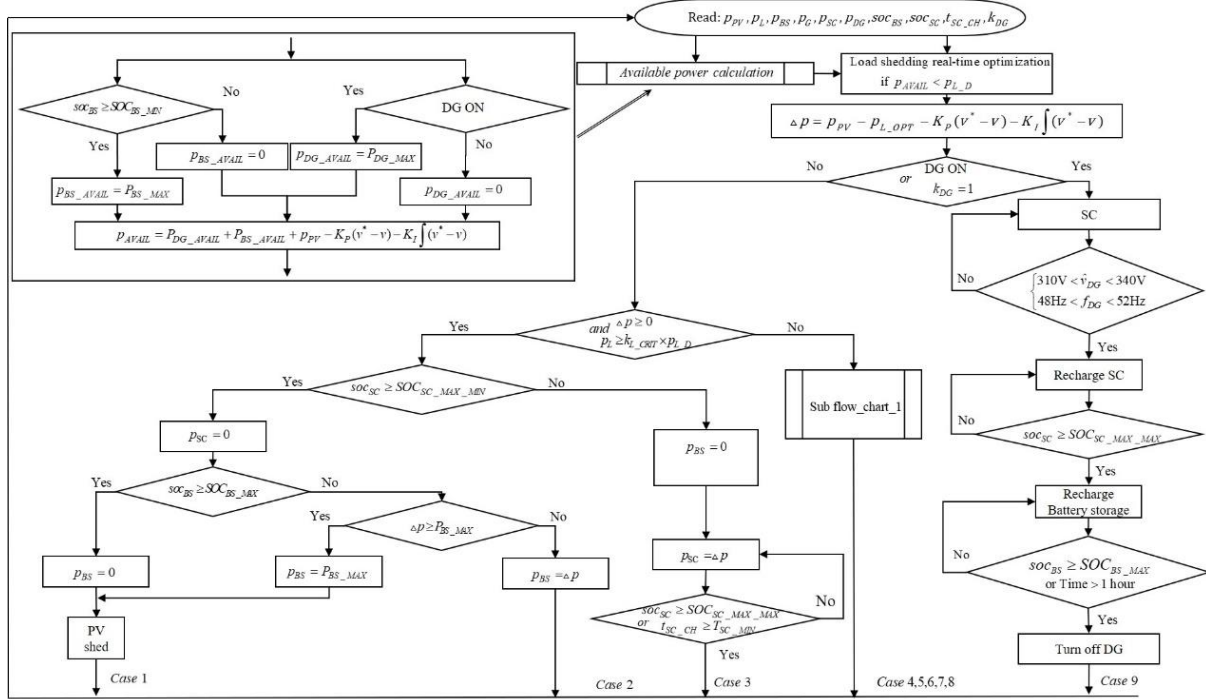 Read: p_PV , p_L , p_BS , p_G , p_SC , p_DG , soc_BS , soc_SC , t_SC_CH , k_DG
Available power calculation
Load shedding real-time optimization
if p_AVAIL < p_L_D
△p = p_PV − p_L_OPT − K_P(v* − v) − K_I∫(v* − v)
soc_BS ≥ SOC_BS_MIN
No
Yes
DG ON
Yes
No
p_BS_AVAIL = 0
p_DG_AVAIL = P_DG_MAX
p_BS_AVAIL = P_BS_MAX
p_DG_AVAIL = 0
p_AVAIL = P_DG_AVAIL + P_BS_AVAIL + p_PV − K_P(v* − v) − K_I∫(v* − v)
No
DG ON
or k_DG = 1
Yes
SC
No
310V < v̂_DG < 340V
48Hz < f_DG < 52Hz
Yes
Recharge SC
No
soc_SC ≥ SOC_SC_MAX_MAX
Yes
Recharge
Battery storage
No
soc_BS ≥ SOC_BS_MAX
or Time > 1 hour
Yes
Turn off DG
Case 9
Yes
△p ≥ 0
and p_L ≥ k_L_CRIT × p_L_D
No
Sub flow_chart_1
Case 4,5,6,7,8
Yes
soc_SC ≥ SOC_SC_MAX_MIN
No
p_SC = 0
Yes
soc_BS ≥ SOC_BS_MAX
No
Yes
△p ≥ P_BS_MAX
No
p_BS = 0
p_BS = P_BS_MAX
p_BS = △p
PV
shed
Case 1
Case 2
p_BS = 0
p_SC = △p
soc_SC ≥ SOC_SC_MAX_MAX
or t_SC_CH ≥ T_SC_MIN
No
Yes
Case 3